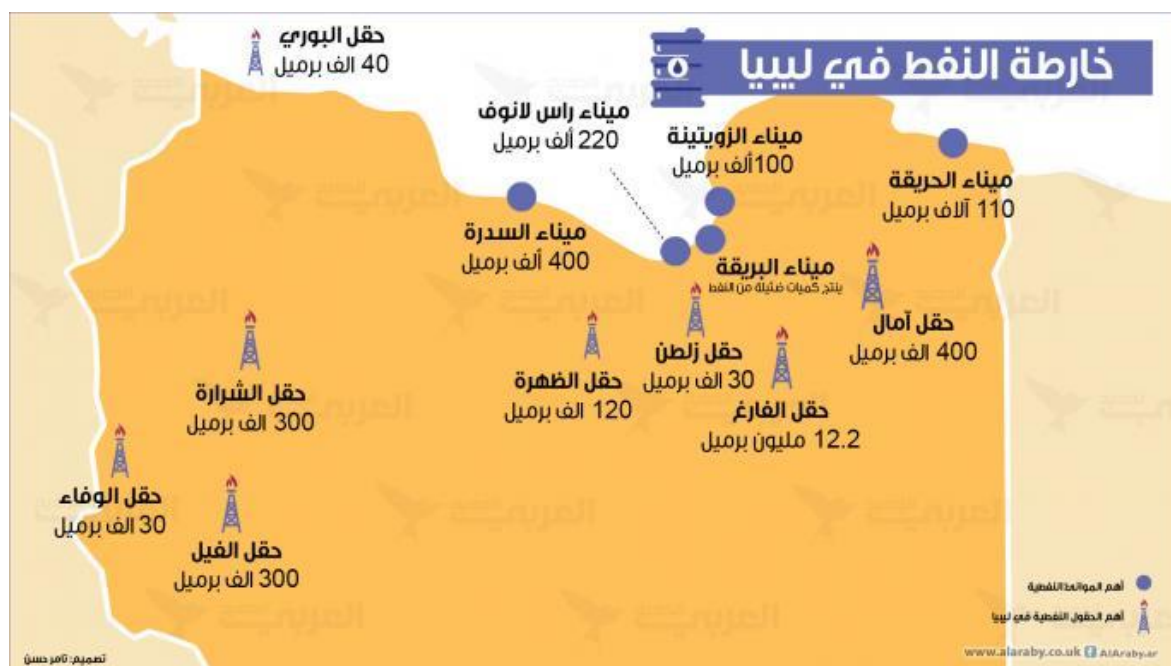 خارطة النفط في ليبيا
حقل البوري
40 الف برميل
ميناء راس لانوف
220 ألف برميل
ميناء الزويتينة
100ألف برميل
ميناء الحريقة
110 آلاف برميل
ميناء السدرة
400 ألف برميل
ميناء البريقة
ينتج كميات ضئيلة من النفط
حقل آمال
400 الف برميل
حقل زلطن
30 الف برميل
حقل الظهرة
120 الف برميل
حقل الفارغ
12.2 مليون برميل
حقل الشرارة
300 الف برميل
حقل الوفاء
30 الف برميل
حقل الفيل
300 الف برميل
أهم الموانئ النفطية
أهم الحقول النفطية في ليبيا
www.alaraby.co.uk AlAraby.ar
تصميم: تامر حسن
العربي